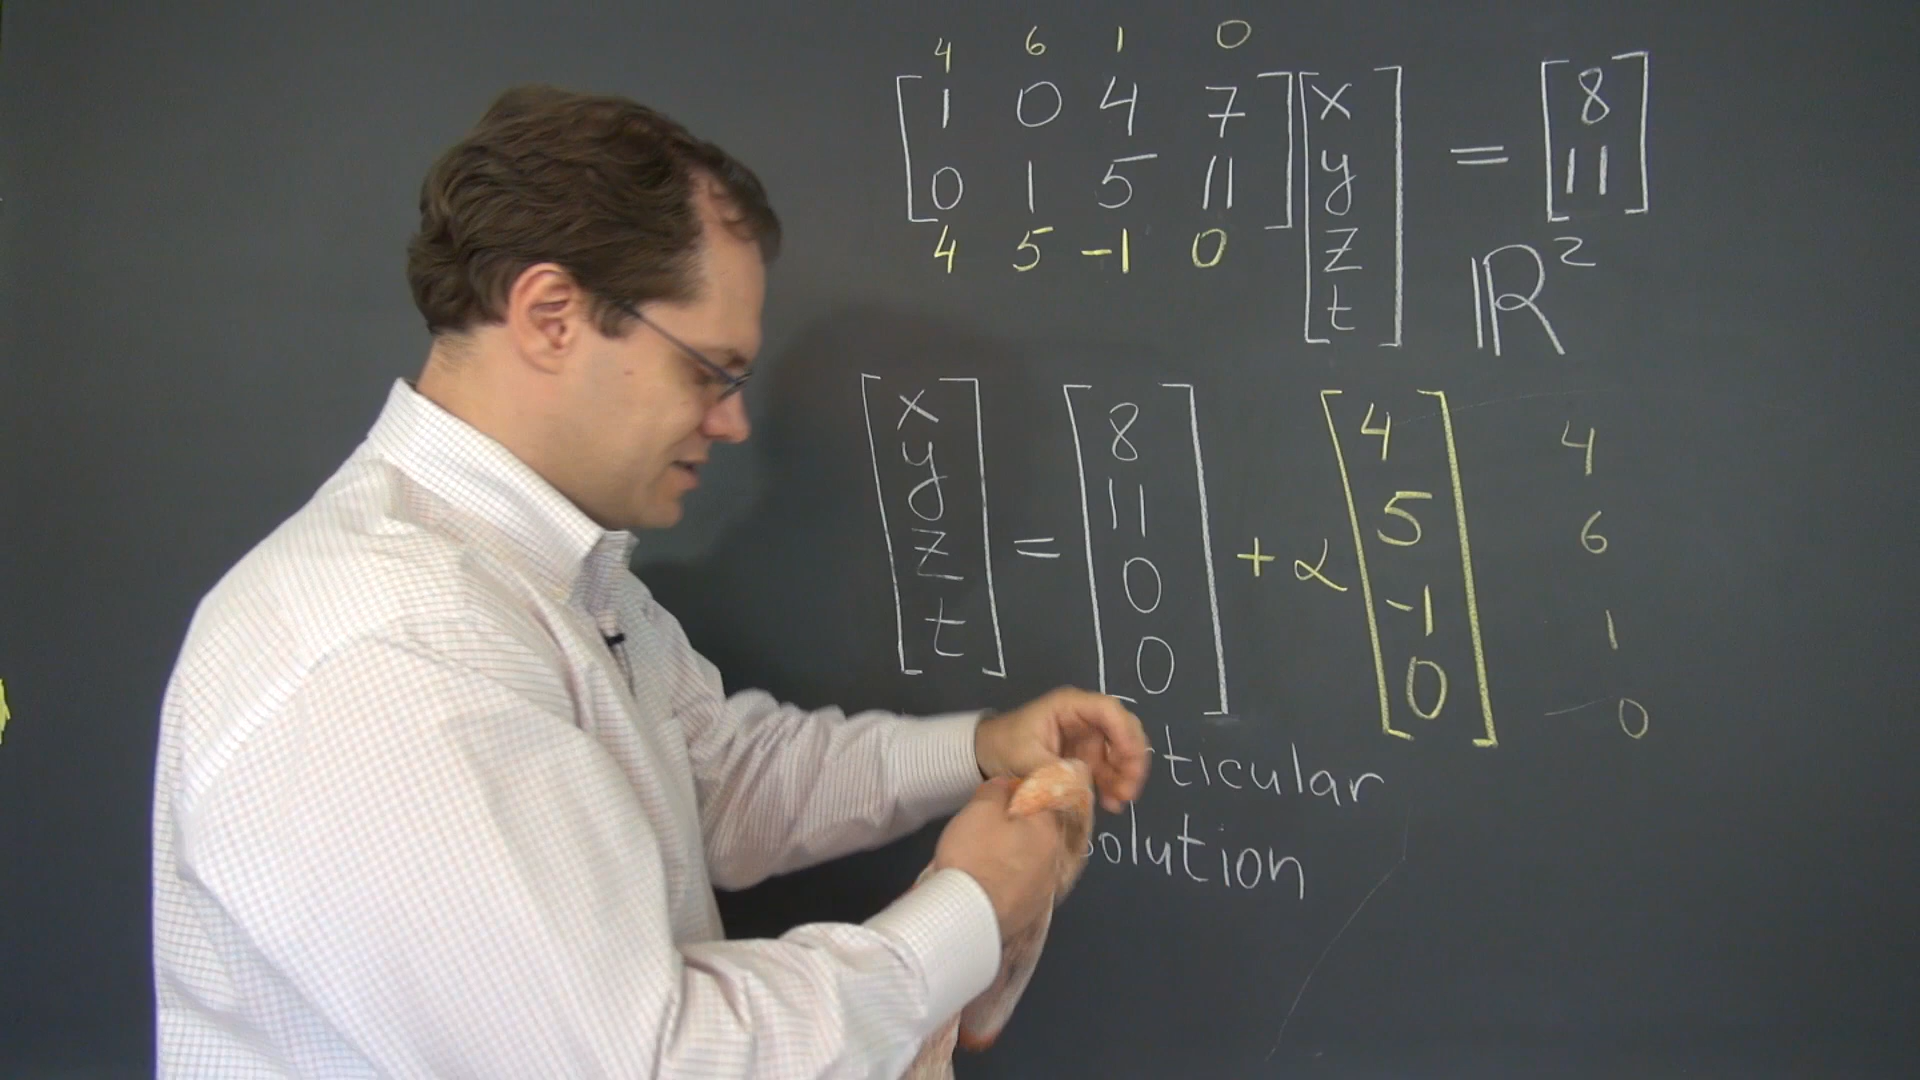 4 6 1 0
1 0 4 7 x 8
0 1 5 11 y = 11
4 5 -1 0 z ℝ²
t
x 8 4 4
y 11 5 6
z = 0 + α -1 1
t 0 0 0
ticular
solution